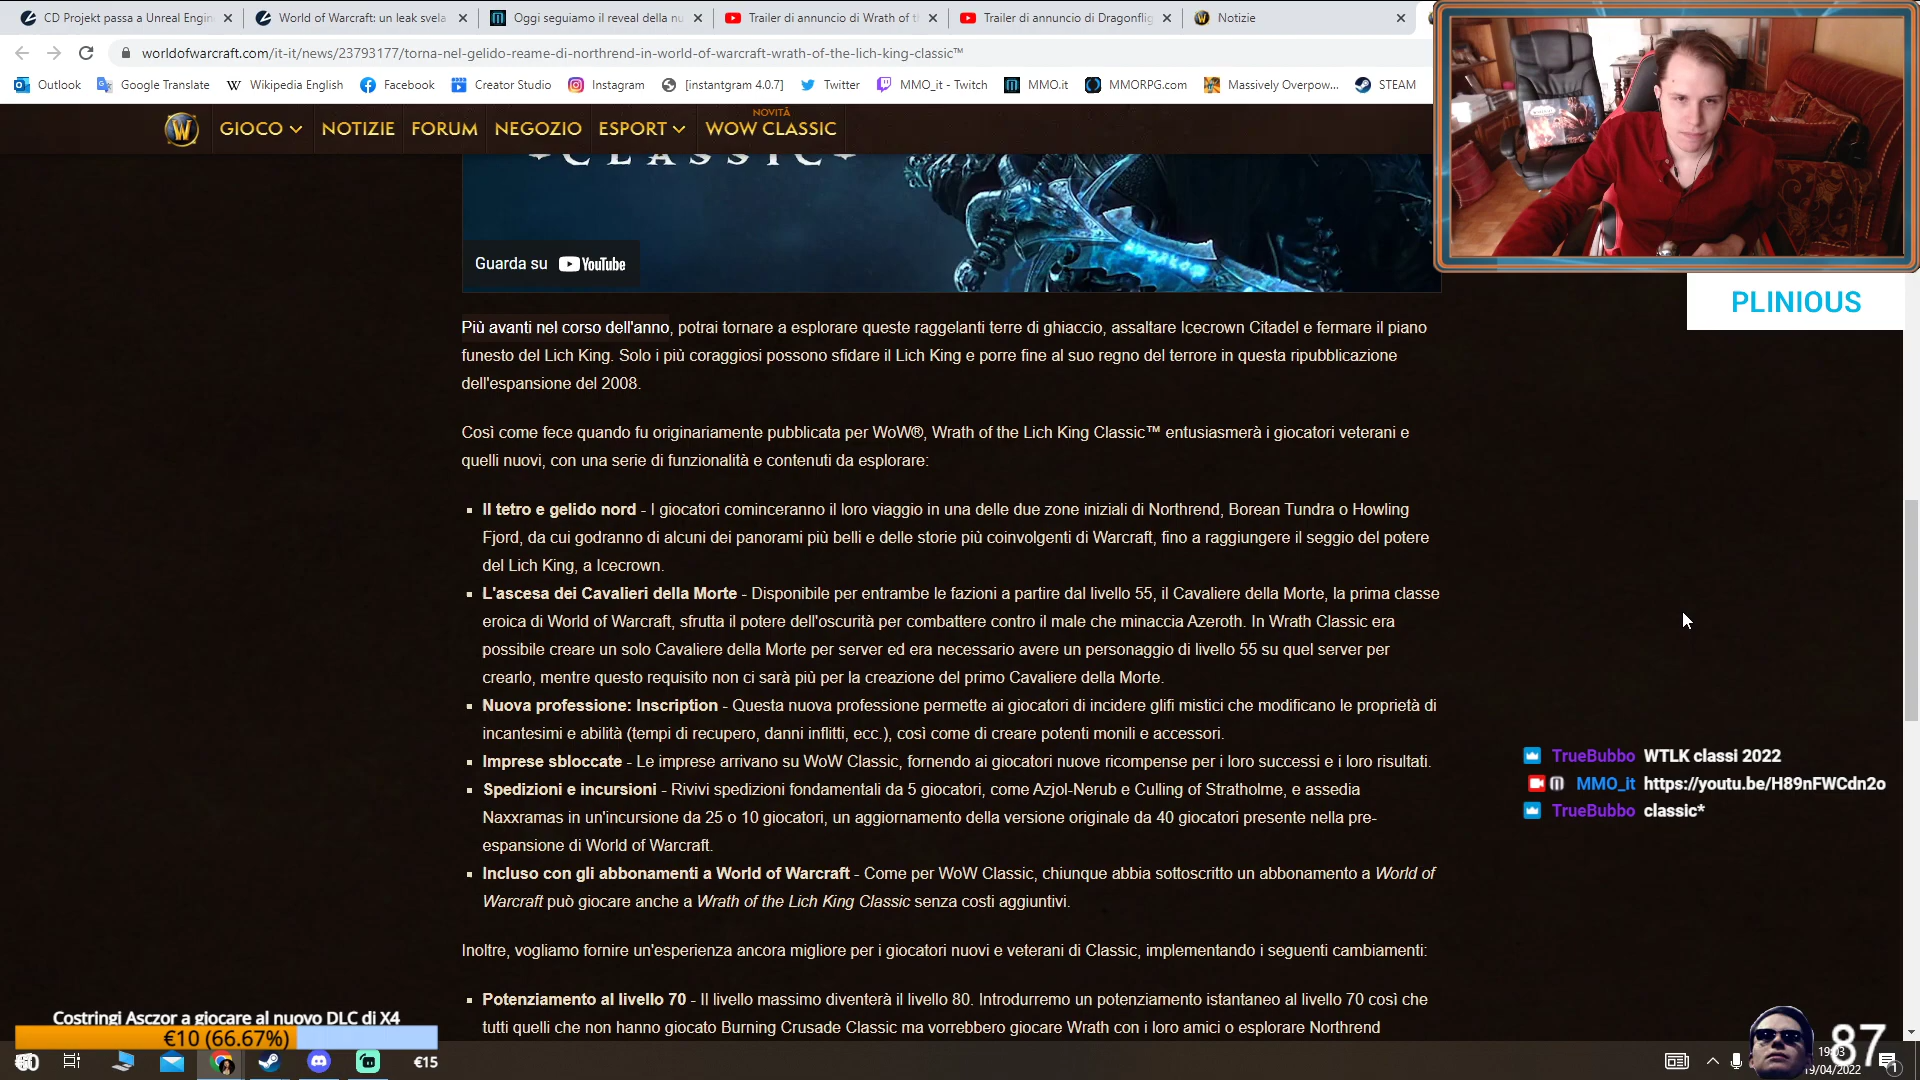 CD Projekt passa a Unreal Engin
World of Warcraft: un leak svela
Oggi seguiamo il reveal della nu
Trailer di annuncio di Wrath of t
Trailer di annuncio di Dragonflig
Notizie
worldofwarcraft.com/it-it/news/23793177/torna-nel-gelido-reame-di-northrend-in-world-of-warcraft-wrath-of-the-lich-king-classic™
Outlook
Google Translate
Wikipedia English
Facebook
Creator Studio
Instagram
[instantgram 4.0.7]
Twitter
MMO_it - Twitch
MMO.it
MMORPG.com
Massively Overpow...
STEAM
NOVITÀ
GIOCO
NOTIZIE
FORUM
NEGOZIO
ESPORT
WOW CLASSIC
CLASSIC
Guarda su YouTube
PLINIOUS
Più avanti nel corso dell'anno, potrai tornare a esplorare queste raggelanti terre di ghiaccio, assaltare Icecrown Citadel e fermare il piano
funesto del Lich King. Solo i più coraggiosi possono sfidare il Lich King e porre fine al suo regno del terrore in questa ripubblicazione
dell'espansione del 2008.
Così come fece quando fu originariamente pubblicata per WoW®, Wrath of the Lich King Classic™ entusiasmerà i giocatori veterani e
quelli nuovi, con una serie di funzionalità e contenuti da esplorare:
▪ Il tetro e gelido nord - I giocatori cominceranno il loro viaggio in una delle due zone iniziali di Northrend, Borean Tundra o Howling
Fjord, da cui godranno di alcuni dei panorami più belli e delle storie più coinvolgenti di Warcraft, fino a raggiungere il seggio del potere
del Lich King, a Icecrown.
▪ L'ascesa dei Cavalieri della Morte - Disponibile per entrambe le fazioni a partire dal livello 55, il Cavaliere della Morte, la prima classe
eroica di World of Warcraft, sfrutta il potere dell'oscurità per combattere contro il male che minaccia Azeroth. In Wrath Classic era
possibile creare un solo Cavaliere della Morte per server ed era necessario avere un personaggio di livello 55 su quel server per
crearlo, mentre questo requisito non ci sarà più per la creazione del primo Cavaliere della Morte.
▪ Nuova professione: Inscription - Questa nuova professione permette ai giocatori di incidere glifi mistici che modificano le proprietà di
incantesimi e abilità (tempi di recupero, danni inflitti, ecc.), così come di creare potenti monili e accessori.
▪ Imprese sbloccate - Le imprese arrivano su WoW Classic, fornendo ai giocatori nuove ricompense per i loro successi e i loro risultati.
▪ Spedizioni e incursioni - Rivivi spedizioni fondamentali da 5 giocatori, come Azjol-Nerub e Culling of Stratholme, e assedia
Naxxramas in un'incursione da 25 o 10 giocatori, un aggiornamento della versione originale da 40 giocatori presente nella pre-
espansione di World of Warcraft.
▪ Incluso con gli abbonamenti a World of Warcraft - Come per WoW Classic, chiunque abbia sottoscritto un abbonamento a World of
Warcraft può giocare anche a Wrath of the Lich King Classic senza costi aggiuntivi.
Inoltre, vogliamo fornire un'esperienza ancora migliore per i giocatori nuovi e veterani di Classic, implementando i seguenti cambiamenti:
▪ Potenziamento al livello 70 - Il livello massimo diventerà il livello 80. Introdurremo un potenziamento istantaneo al livello 70 così che
tutti quelli che non hanno giocato Burning Crusade Classic ma vorrebbero giocare Wrath con i loro amici o esplorare Northrend
TrueBubbo WTLK classi 2022
MMO_it https://youtu.be/H89nFWCdn2o
TrueBubbo classic*
Costringi Asczor a giocare al nuovo DLC di X4
€10 (66.67%)
€0
€15
87
19:03
19/04/2022
1